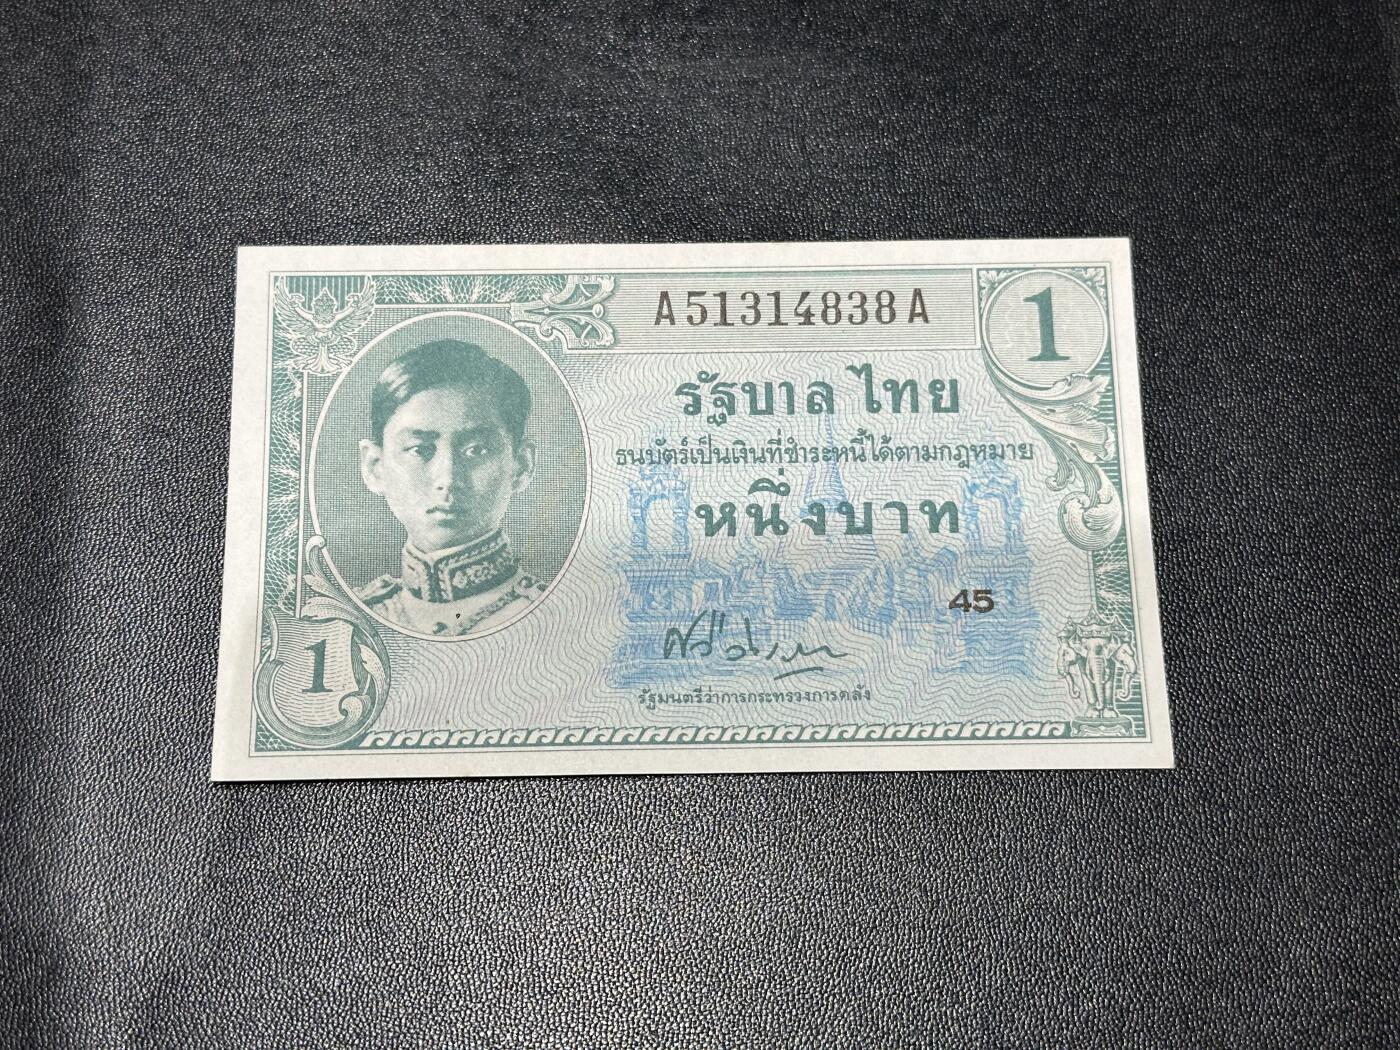 A51314838A
1
รัฐบาลไทย
ธนบัตร์เป็นเงินที่ชำระหนี้ได้ตามกฎหมาย
หนึ่งบาท
45
รัฐมนตรีว่าการกระทรวงการคลัง
1